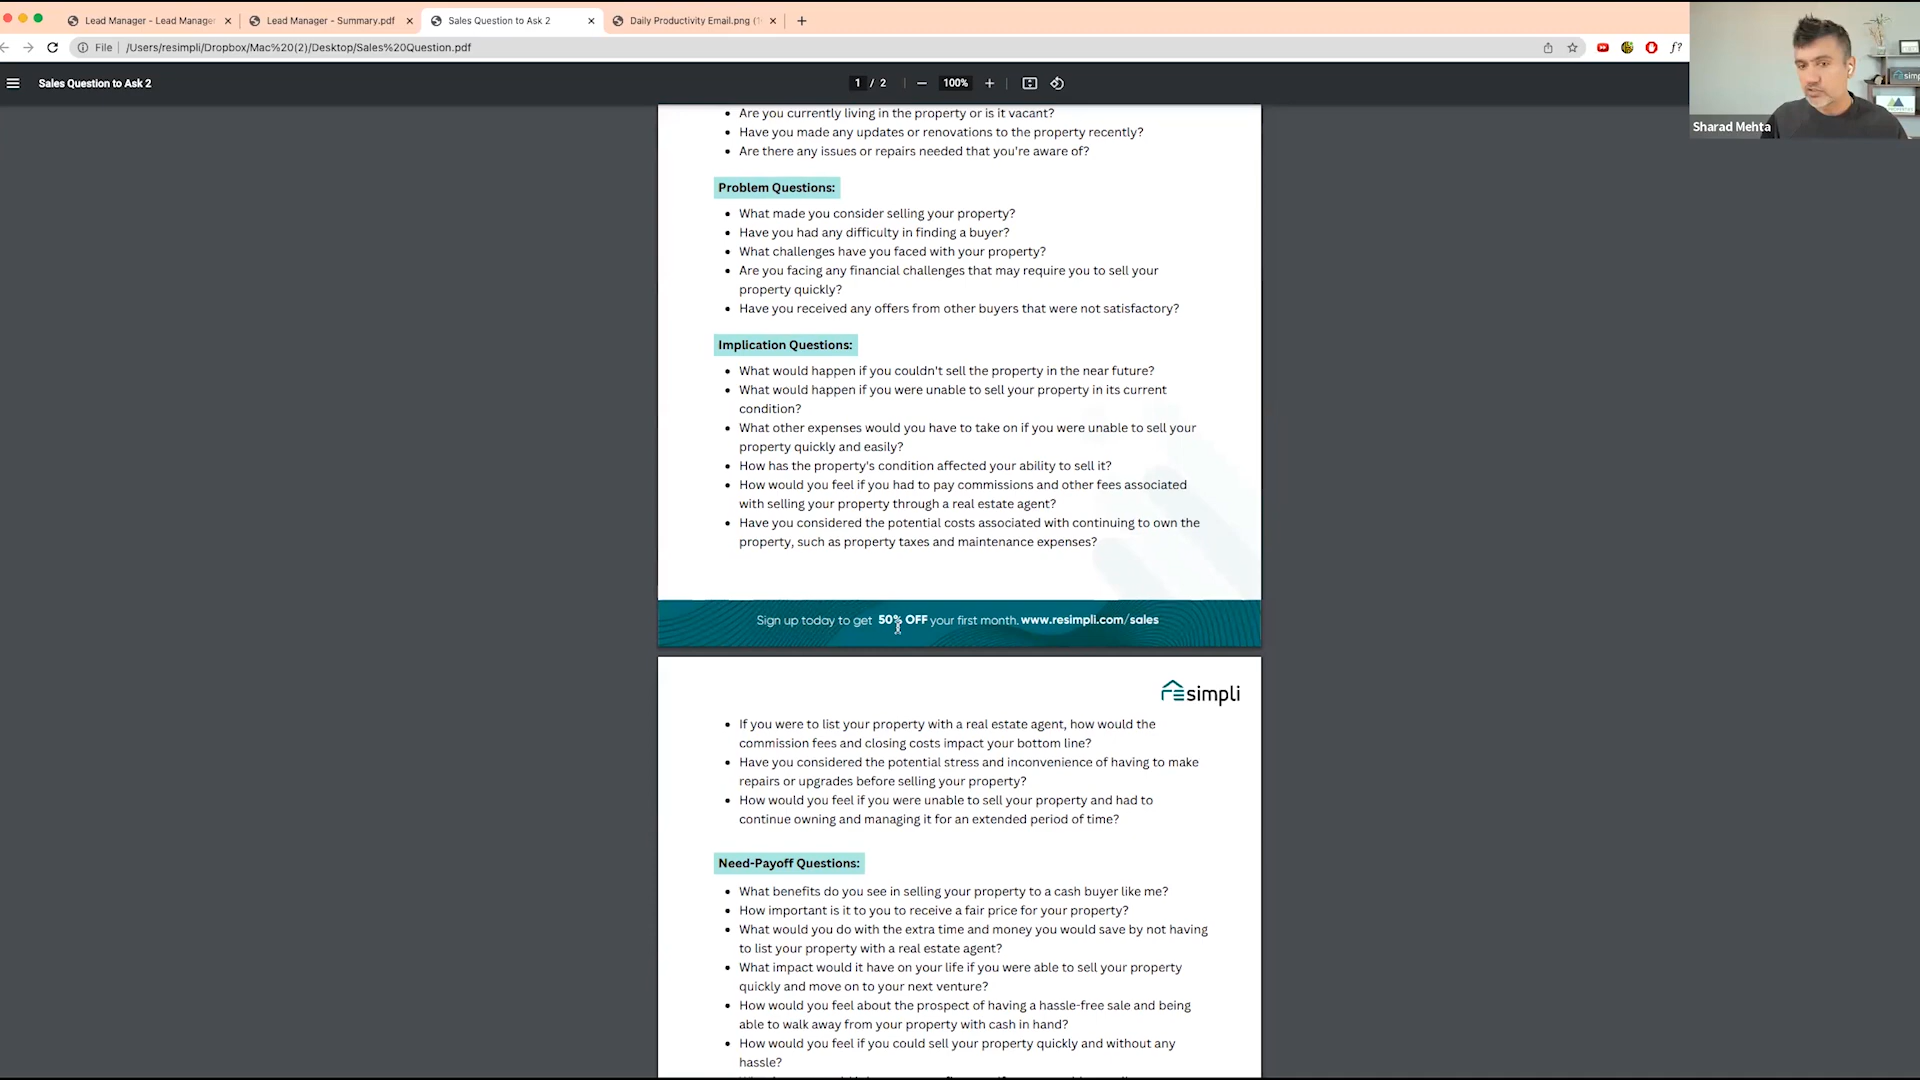 Lead Manager - Lead Manager
Lead Manager - Summary.pdf
Sales Question to Ask 2
Daily Productivity Email.png (1
File
/Users/resimpli/Dropbox/Mac%20(2)/Desktop/Sales%20Question.pdf
Sales Question to Ask 2
1 / 2
100%
Sharad Mehta
• Are you currently living in the property or is it vacant?
• Have you made any updates or renovations to the property recently?
• Are there any issues or repairs needed that you're aware of?
Problem Questions:
• What made you consider selling your property?
• Have you had any difficulty in finding a buyer?
• What challenges have you faced with your property?
• Are you facing any financial challenges that may require you to sell your
property quickly?
• Have you received any offers from other buyers that were not satisfactory?
Implication Questions:
• What would happen if you couldn't sell the property in the near future?
• What would happen if you were unable to sell your property in its current
condition?
• What other expenses would you have to take on if you were unable to sell your
property quickly and easily?
• How has the property's condition affected your ability to sell it?
• How would you feel if you had to pay commissions and other fees associated
with selling your property through a real estate agent?
• Have you considered the potential costs associated with continuing to own the
property, such as property taxes and maintenance expenses?
Sign up today to get 50% OFF your first month. www.resimpli.com/sales
resimpli
• If you were to list your property with a real estate agent, how would the
commission fees and closing costs impact your bottom line?
• Have you considered the potential stress and inconvenience of having to make
repairs or upgrades before selling your property?
• How would you feel if you were unable to sell your property and had to
continue owning and managing it for an extended period of time?
Need-Payoff Questions:
• What benefits do you see in selling your property to a cash buyer like me?
• How important is it to you to receive a fair price for your property?
• What would you do with the extra time and money you would save by not having
to list your property with a real estate agent?
• What impact would it have on your life if you were able to sell your property
quickly and move on to your next venture?
• How would you feel about the prospect of having a hassle-free sale and being
able to walk away from your property with cash in hand?
• How would you feel if you could sell your property quickly and without any
hassle?